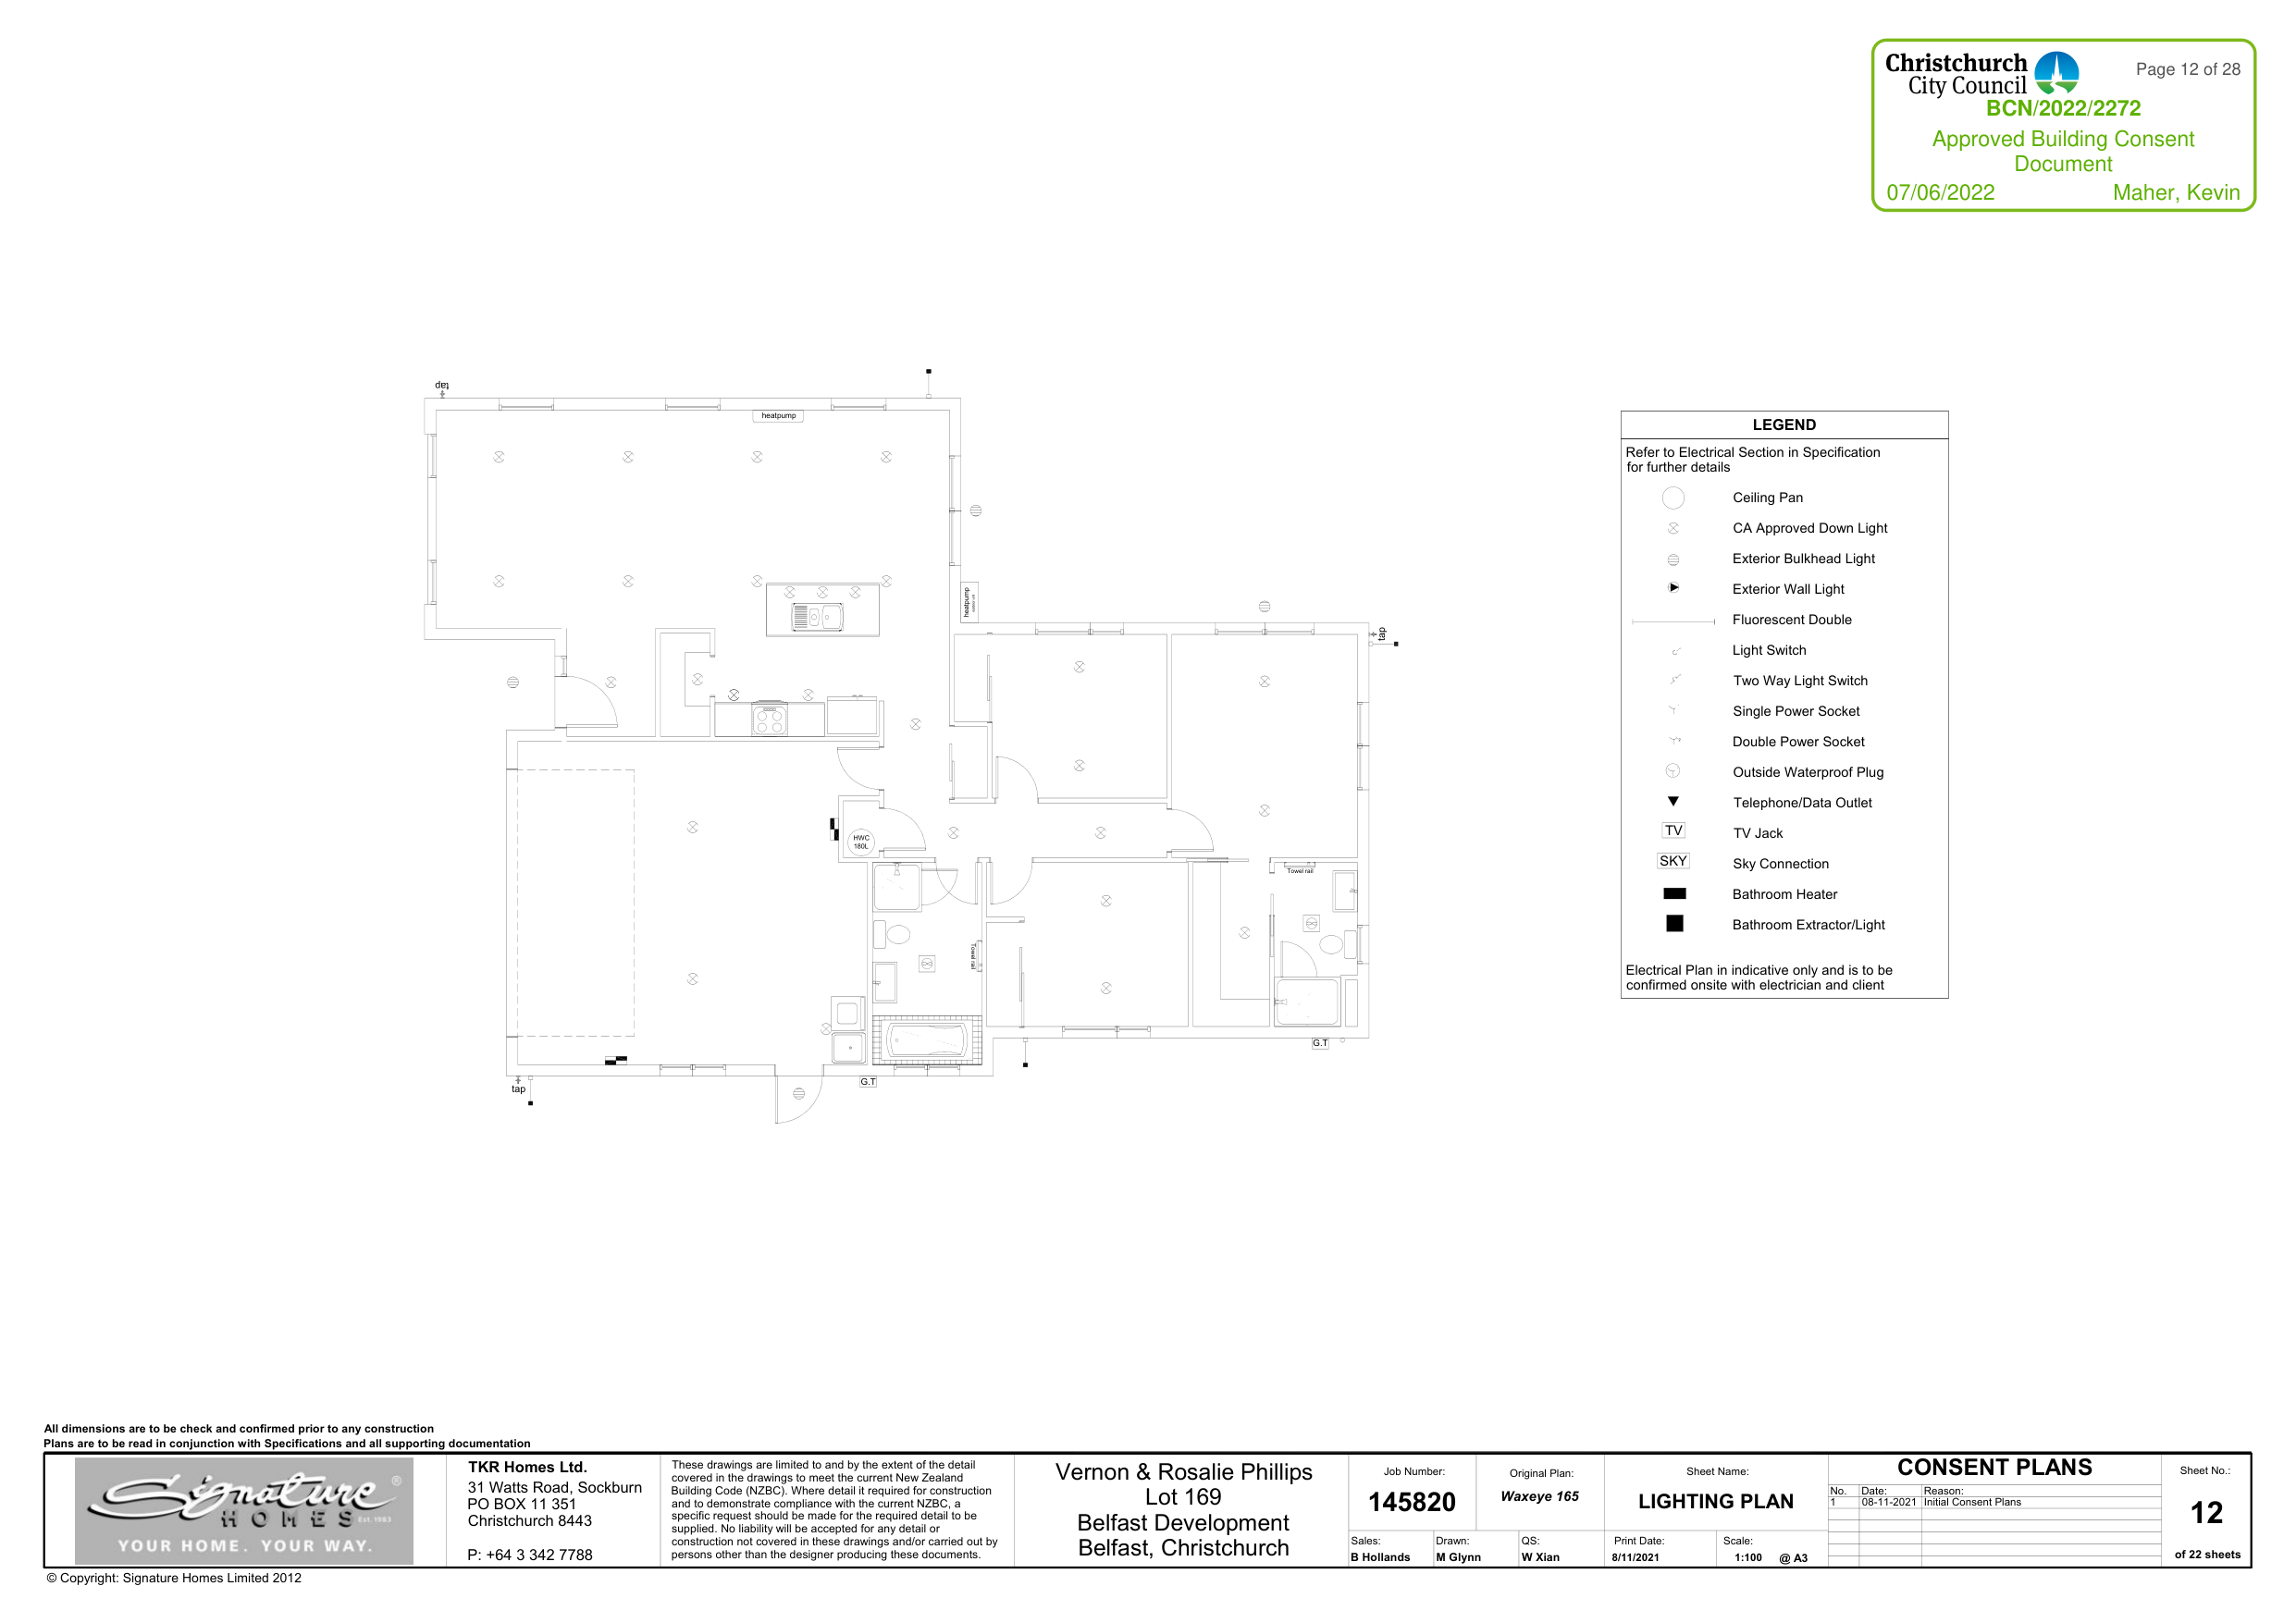 Christchurch
City Council
Page 12 of 28
BCN/2022/2272
Approved Building Consent
Document
07/06/2022 Maher, Kevin
tap
heatpump
heatpump
tap
HWC
180L
Towel rail
Towel rail
G.T
G.T
tap
LEGEND
Refer to Electrical Section in Specification
for further details
Ceiling Pan
CA Approved Down Light
Exterior Bulkhead Light
Exterior Wall Light
Fluorescent Double
Light Switch
Two Way Light Switch
Single Power Socket
Double Power Socket
Outside Waterproof Plug
Telephone/Data Outlet
TV TV Jack
SKY Sky Connection
Bathroom Heater
Bathroom Extractor/Light
Electrical Plan in indicative only and is to be
confirmed onsite with electrician and client
All dimensions are to be check and confirmed prior to any construction
Plans are to be read in conjunction with Specifications and all supporting documentation
Signature ®
HOMES Est. 1983
YOUR HOME. YOUR WAY.
TKR Homes Ltd.
31 Watts Road, Sockburn
PO BOX 11 351
Christchurch 8443
P: +64 3 342 7788
These drawings are limited to and by the extent of the detail
covered in the drawings to meet the current New Zealand
Building Code (NZBC). Where detail it required for construction
and to demonstrate compliance with the current NZBC, a
specific request should be made for the required detail to be
supplied. No liability will be accepted for any detail or
construction not covered in these drawings and/or carried out by
persons other than the designer producing these documents.
Vernon & Rosalie Phillips
Lot 169
Belfast Development
Belfast, Christchurch
Job Number:
145820
Original Plan:
Waxeye 165
Sheet Name:
LIGHTING PLAN
Sales:
B Hollands
Drawn:
M Glynn
QS:
W Xian
Print Date:
8/11/2021
Scale:
1:100 @ A3
CONSENT PLANS
No. Date: Reason:
1 08-11-2021 Initial Consent Plans
Sheet No.:
12
of 22 sheets
© Copyright: Signature Homes Limited 2012